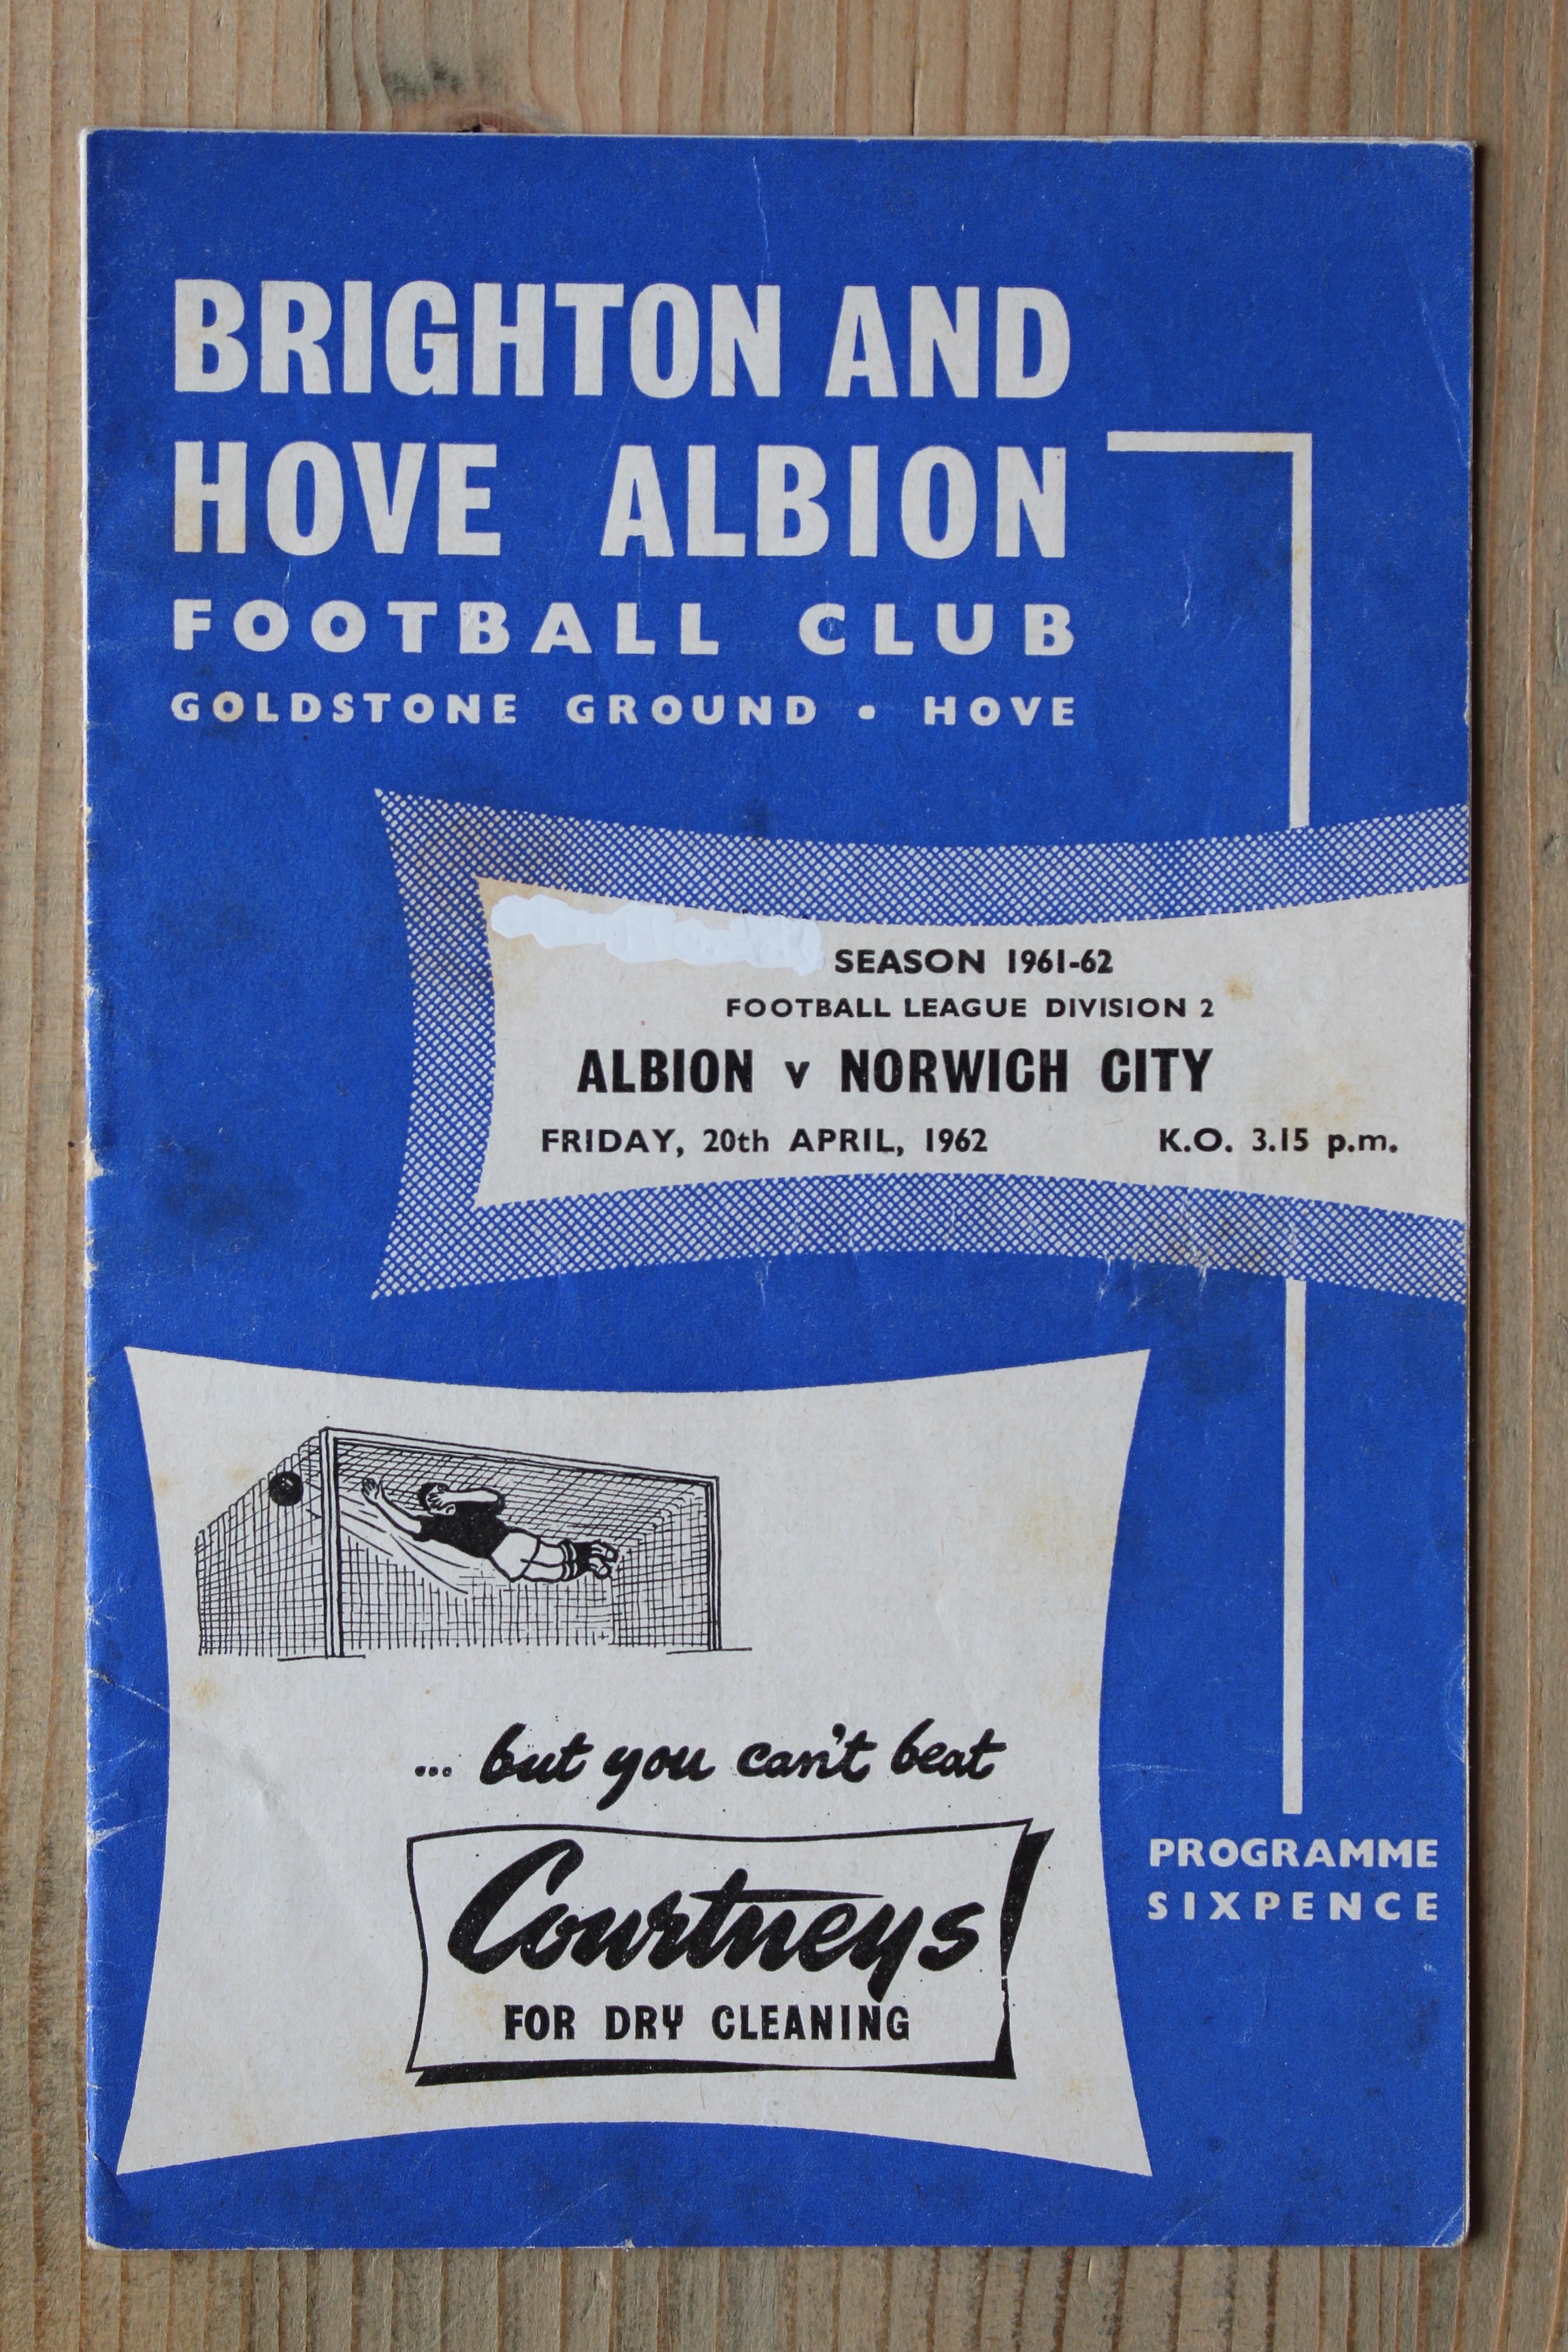 BRIGHTON AND
HOVE ALBION
FOOTBALL CLUB
GOLDSTONE GROUND • HOVE
SEASON 1961-62
FOOTBALL LEAGUE DIVISION 2
ALBION v NORWICH CITY
FRIDAY, 20th APRIL, 1962 K.O. 3.15 p.m.
... but you can't beat
Courtneys
FOR DRY CLEANING
PROGRAMME
SIXPENCE